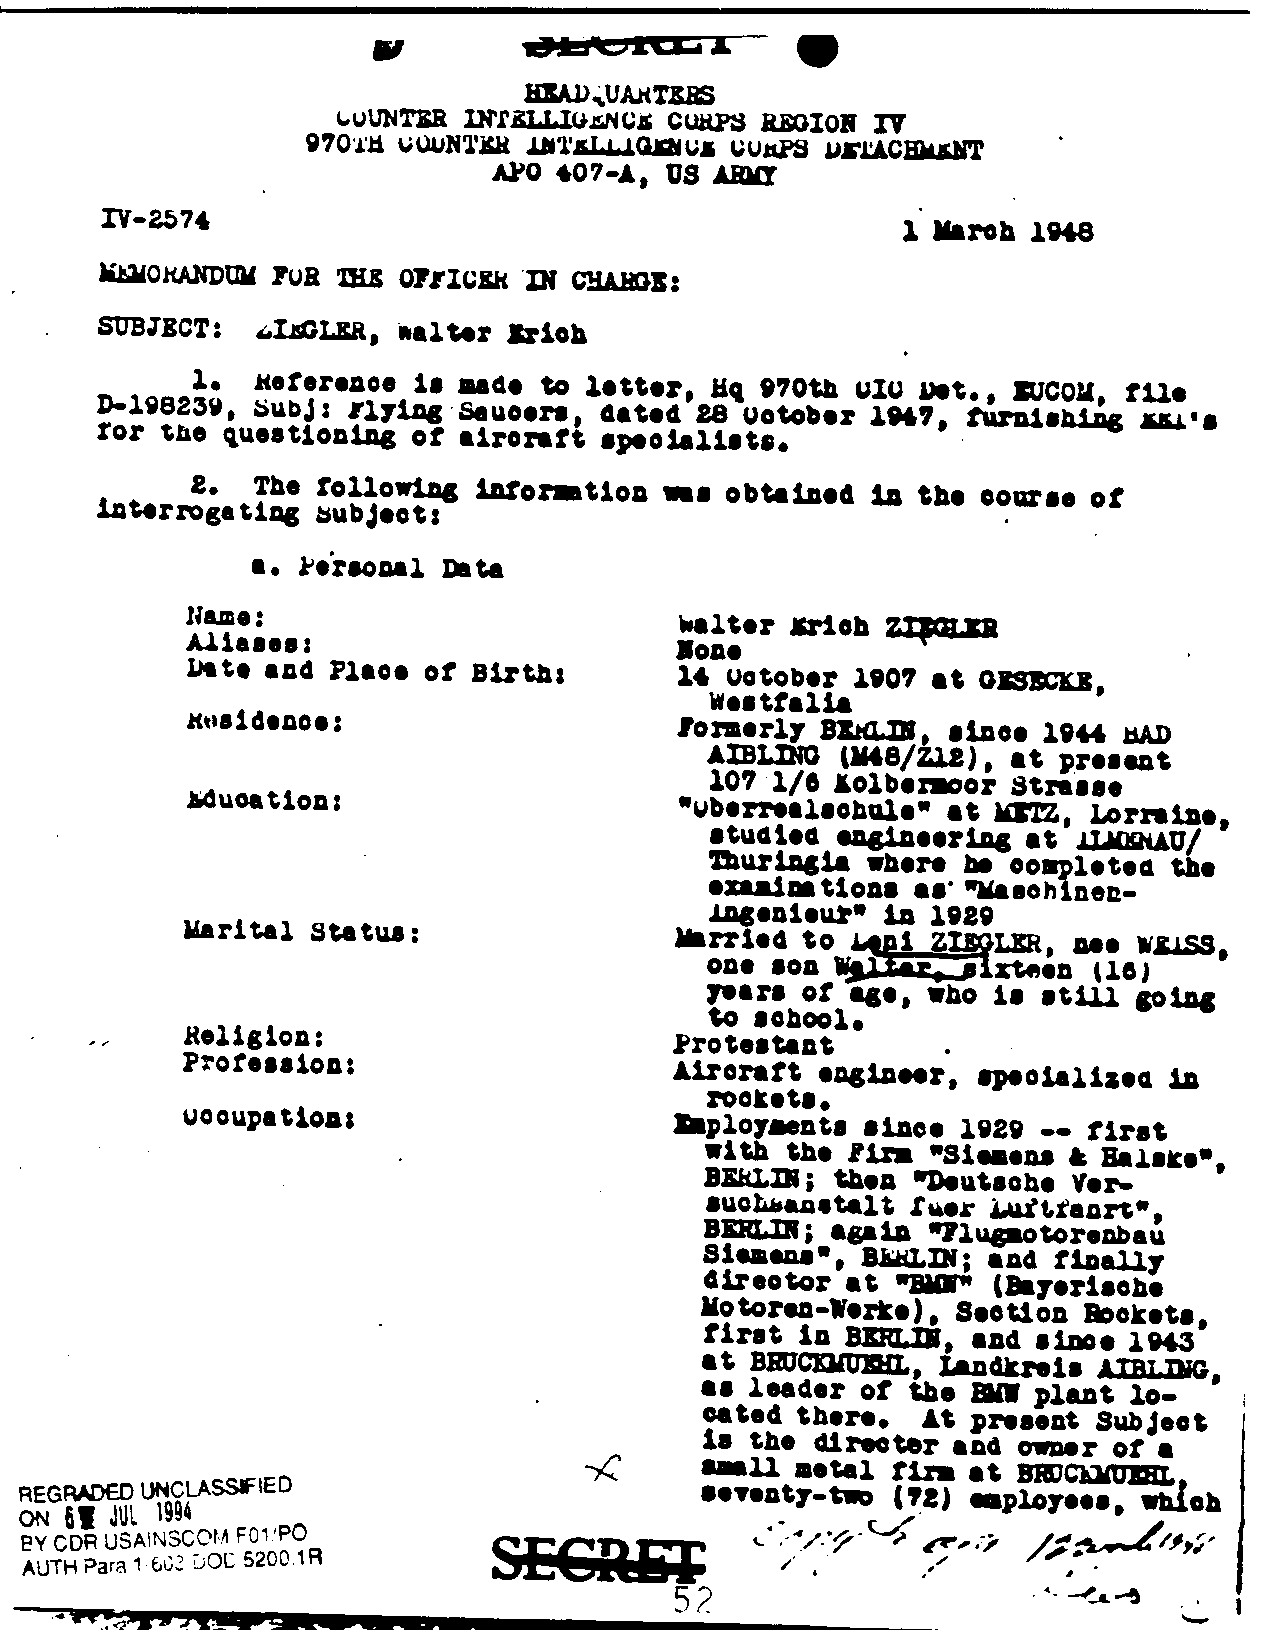 SECRET
HEADQUARTERS
COUNTER INTELLIGENCE CORPS REGION IV
970TH COUNTER INTELLIGENCE CORPS DETACHMENT
APO 407-A, US ARMY
IV-2574
1 March 1948
MEMORANDUM FOR THE OFFICER IN CHARGE:
SUBJECT: ZIEGLER, Walter Erich
1. Reference is made to letter, Hq 970th CIC Det., EUCOM, file
D-198239, Subj: Flying Saucers, dated 28 October 1947, furnishing EEI's
for the questioning of aircraft specialists.
2. The following information was obtained in the course of
interrogating Subject:
a. Personal Data
Name: Walter Erich ZIEGLER
Aliases: None
Date and Place of Birth: 14 October 1907 at GESECKE,
Westfalia
Residence: Formerly BERLIN, since 1944 BAD
AIBLING (M48/Z12), at present
107 1/6 Kolbermoor Strasse
Education: "Oberrealschule" at METZ, Lorraine,
studied engineering at ILMENAU/
Thuringia where he completed the
examinations as "Maschinen-
ingenieur" in 1929
Marital Status: Married to Leni ZIEGLER, nee WEISS,
one son Walter, sixteen (16)
years of age, who is still going
to school.
Religion: Protestant
Profession: Aircraft engineer, specialized in
rockets.
Occupation: Employments since 1929 -- first
with the Firm "Siemens & Halske",
BERLIN; then "Deutsche Ver-
suchsanstalt fuer Luftfahrt",
BERLIN; again "Flugmotorenbau
Siemens", BERLIN; and finally
director at "BMW" (Bayerische
Motoren-Werke), Section Rockets,
first in BERLIN, and since 1943
at BRUCKMUEHL, Landkreis AIBLING,
as leader of the BMW plant lo-
cated there. At present Subject
is the director and owner of a
small metal firm at BRUCKMUEHL,
seventy-two (72) employees, which
REGRADED UNCLASSIFIED
ON JUL 1994
BY CDR USAINSCOM F01/PO
AUTH Para 1-603 DOD 5200.1R
SECRET
52